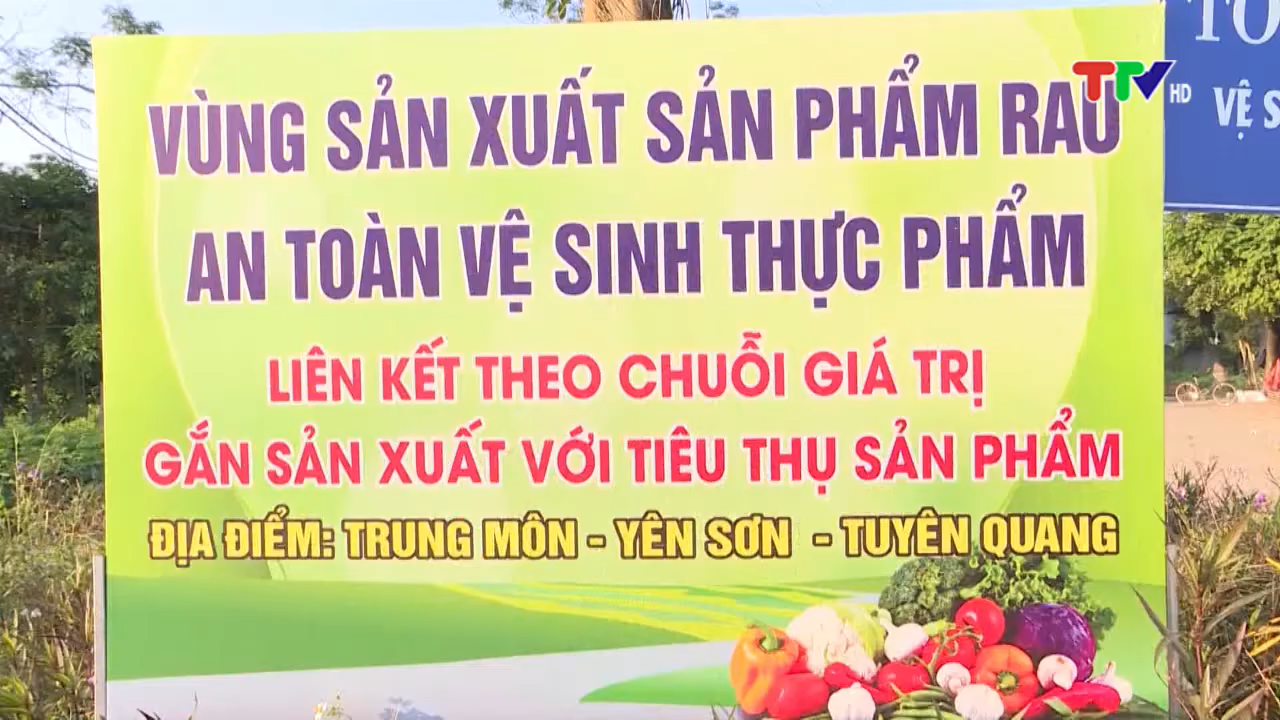 VÙNG SẢN XUẤT SẢN PHẨM RAU
AN TOÀN VỆ SINH THỰC PHẨM
LIÊN KẾT THEO CHUỖI GIÁ TRỊ
GẮN SẢN XUẤT VỚI TIÊU THỤ SẢN PHẨM
ĐỊA ĐIỂM: TRUNG MÔN - YÊN SƠN - TUYÊN QUANG
TTV HD
VỆ